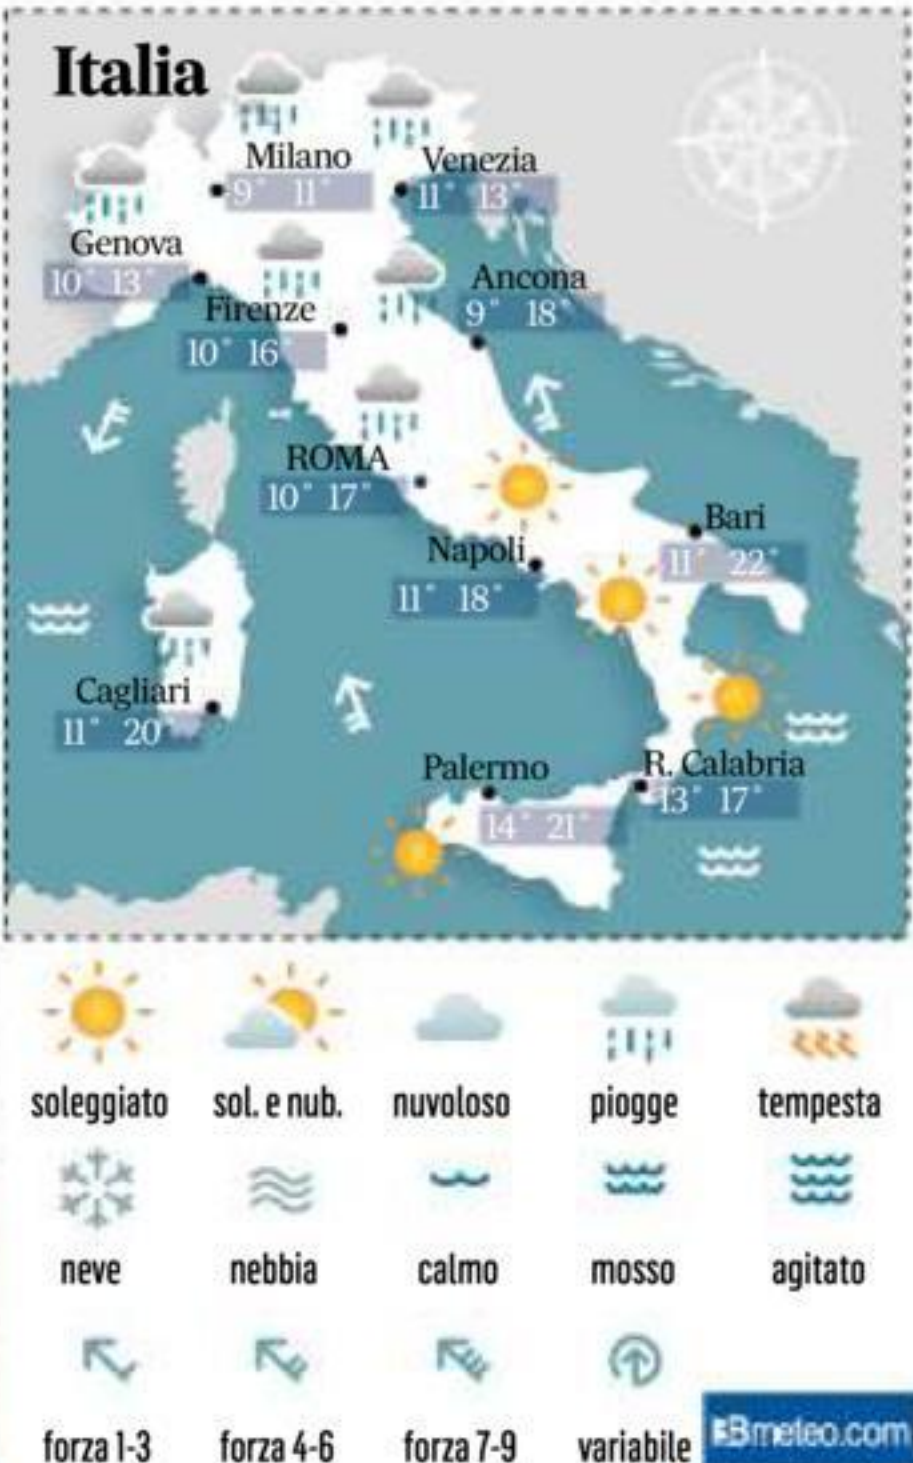 Italia
Milano
9° 11°
Venezia
11° 13°
Genova
10° 13°
Firenze
10° 16°
Ancona
9° 18°
ROMA
10° 17°
Bari
11° 22°
Napoli
11° 18°
Cagliari
11° 20°
Palermo
14° 21°
R. Calabria
13° 17°
soleggiato sol. e nub. nuvoloso piogge tempesta
neve nebbia calmo mosso agitato
forza 1-3 forza 4-6 forza 7-9 variabile
3Bmeteo.com